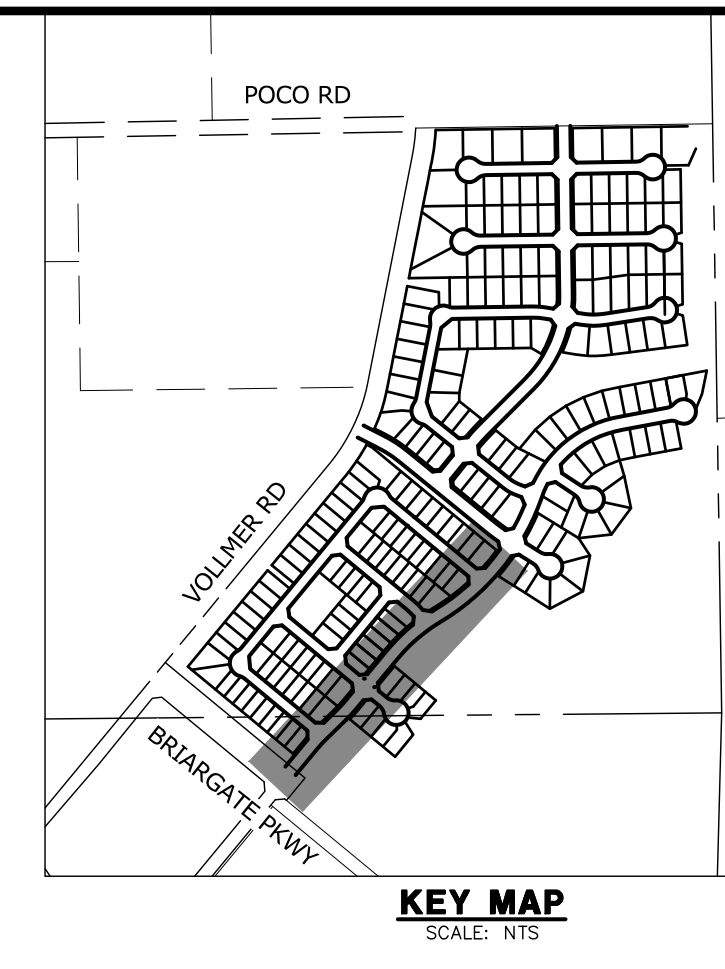 POCO RD
VOLLMER RD
BRIARGATE PKWY
KEY MAP
SCALE: NTS